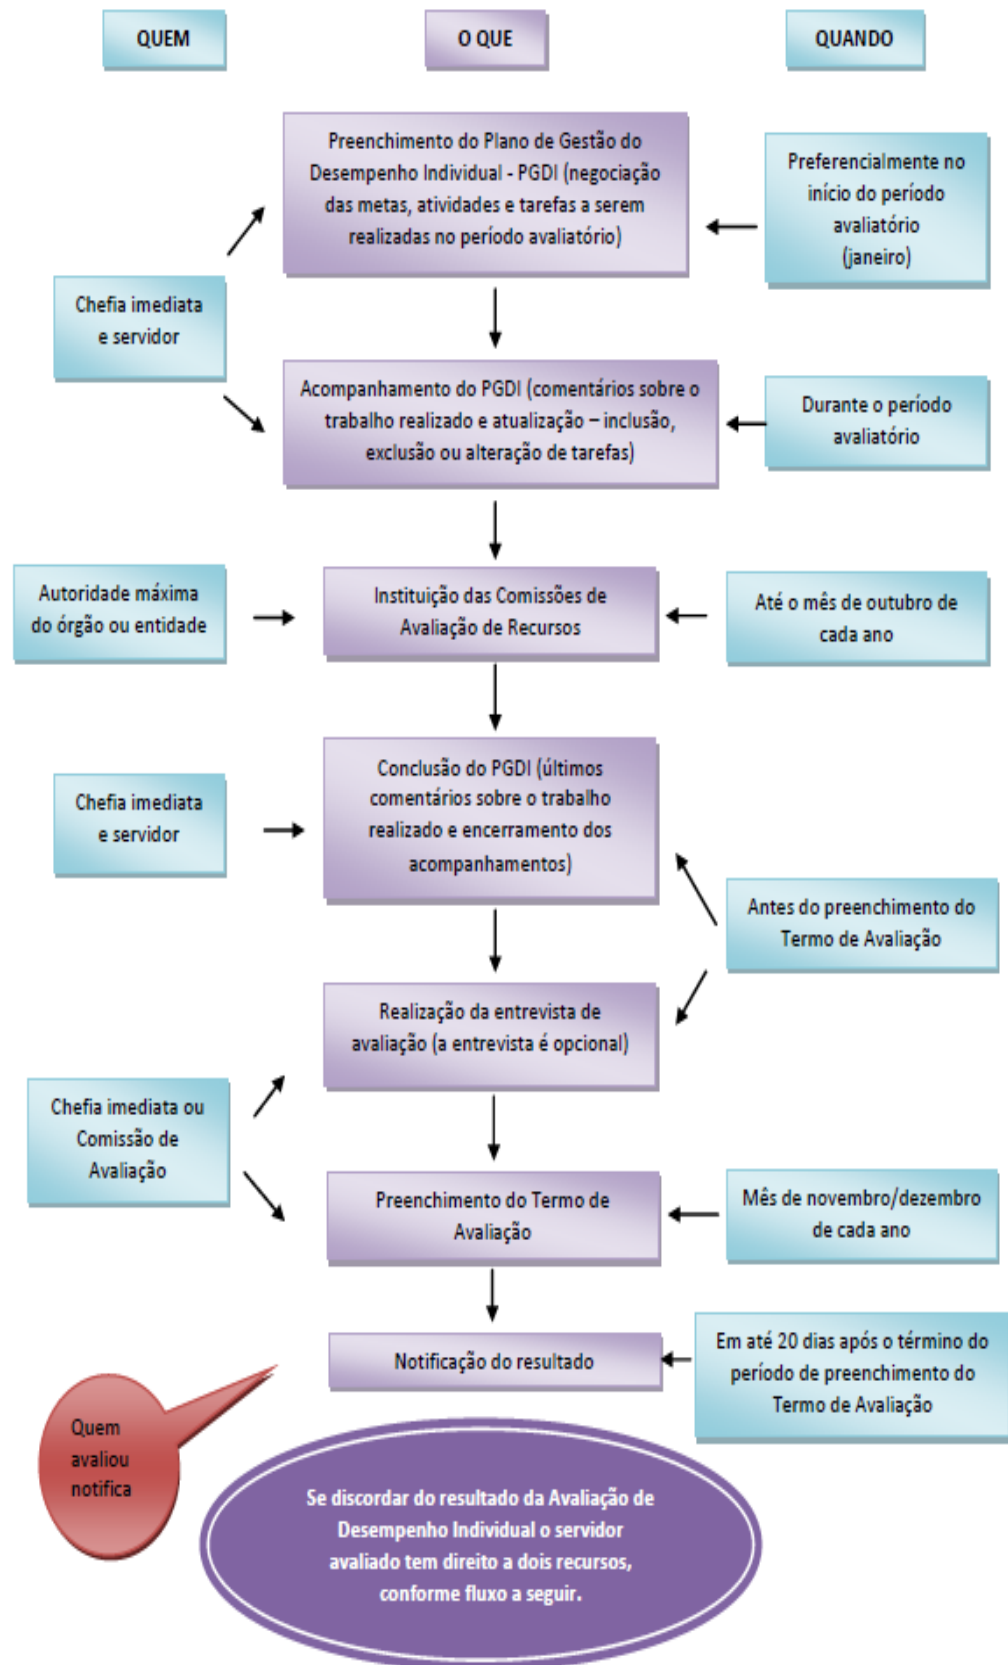 QUEM
O QUE
QUANDO
Preenchimento do Plano de Gestão do
Desempenho Individual - PGDI (negociação
das metas, atividades e tarefas a serem
realizadas no período avaliatório)
Preferencialmente no
início do período
avaliatório
(janeiro)
Chefia imediata
e servidor
Acompanhamento do PGDI (comentários sobre o
trabalho realizado e atualização – inclusão,
exclusão ou alteração de tarefas)
Durante o período
avaliatório
Autoridade máxima
do órgão ou entidade
Instituição das Comissões de
Avaliação de Recursos
Até o mês de outubro de
cada ano
Chefia imediata
e servidor
Conclusão do PGDI (últimos
comentários sobre o trabalho
realizado e encerramento dos
acompanhamentos)
Antes do preenchimento do
Termo de Avaliação
Realização da entrevista de
avaliação (a entrevista é opcional)
Chefia imediata ou
Comissão de
Avaliação
Preenchimento do Termo de
Avaliação
Mês de novembro/dezembro
de cada ano
Notificação do resultado
Em até 20 dias após o término do
período de preenchimento do
Termo de Avaliação
Quem
avaliou
notifica
Se discordar do resultado da Avaliação de
Desempenho Individual o servidor
avaliado tem direito a dois recursos,
conforme fluxo a seguir.